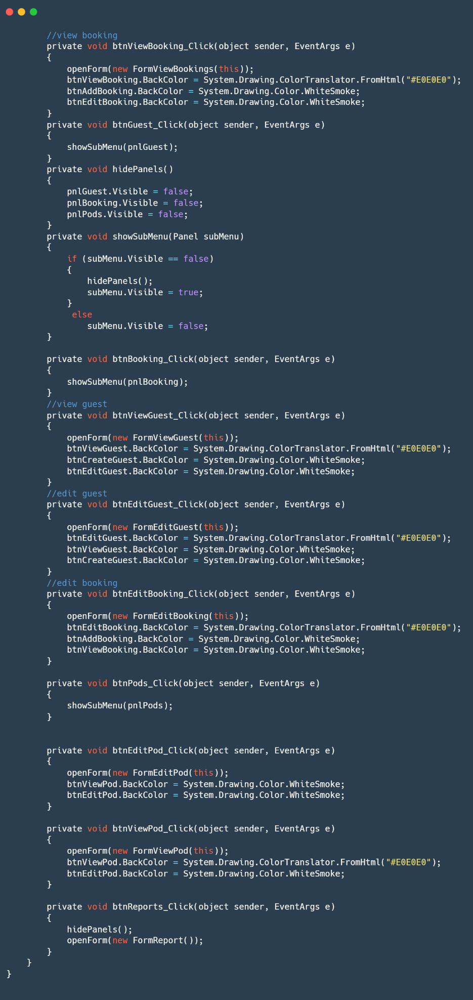 //view booking
        private void btnViewBooking_Click(object sender, EventArgs e)
        {
            openForm(new FormViewBookings(this));
            btnViewBooking.BackColor = System.Drawing.ColorTranslator.FromHtml("#E0E0E0");
            btnAddBooking.BackColor = System.Drawing.Color.WhiteSmoke;
            btnEditBooking.BackColor = System.Drawing.Color.WhiteSmoke;
        }
        private void btnGuest_Click(object sender, EventArgs e)
        {
            showSubMenu(pnlGuest);
        }
        private void hidePanels()
        {
            pnlGuest.Visible = false;
            pnlBooking.Visible = false;
            pnlPods.Visible = false;
        }
        private void showSubMenu(Panel subMenu)
        {
            if (subMenu.Visible == false)
            {
                hidePanels();
                subMenu.Visible = true;
            }
             else
                subMenu.Visible = false;
        }

        private void btnBooking_Click(object sender, EventArgs e)
        {
            showSubMenu(pnlBooking);
        }
        //view guest
        private void btnViewGuest_Click(object sender, EventArgs e)
        {
            openForm(new FormViewGuest(this));
            btnViewGuest.BackColor = System.Drawing.ColorTranslator.FromHtml("#E0E0E0");
            btnCreateGuest.BackColor = System.Drawing.Color.WhiteSmoke;
            btnEditGuest.BackColor = System.Drawing.Color.WhiteSmoke;
        }
        //edit guest
        private void btnEditGuest_Click(object sender, EventArgs e)
        {
            openForm(new FormEditGuest(this));
            btnEditGuest.BackColor = System.Drawing.ColorTranslator.FromHtml("#E0E0E0");
            btnViewGuest.BackColor = System.Drawing.Color.WhiteSmoke;
            btnCreateGuest.BackColor = System.Drawing.Color.WhiteSmoke;
        }
        //edit booking
        private void btnEditBooking_Click(object sender, EventArgs e)
        {
            openForm(new FormEditBooking(this));
            btnEditBooking.BackColor = System.Drawing.ColorTranslator.FromHtml("#E0E0E0");
            btnAddBooking.BackColor = System.Drawing.Color.WhiteSmoke;
            btnViewBooking.BackColor = System.Drawing.Color.WhiteSmoke;
        }

        private void btnPods_Click(object sender, EventArgs e)
        {
            showSubMenu(pnlPods);
        }


        private void btnEditPod_Click(object sender, EventArgs e)
        {
            openForm(new FormEditPod(this));
            btnViewPod.BackColor = System.Drawing.Color.WhiteSmoke;
            btnEditPod.BackColor = System.Drawing.Color.WhiteSmoke;
        }

        private void btnViewPod_Click(object sender, EventArgs e)
        {
            openForm(new FormViewPod(this));
            btnViewPod.BackColor = System.Drawing.ColorTranslator.FromHtml("#E0E0E0");
            btnEditPod.BackColor = System.Drawing.Color.WhiteSmoke;
        }

        private void btnReports_Click(object sender, EventArgs e)
        {
            hidePanels();
            openForm(new FormReport());
        }
    }
}